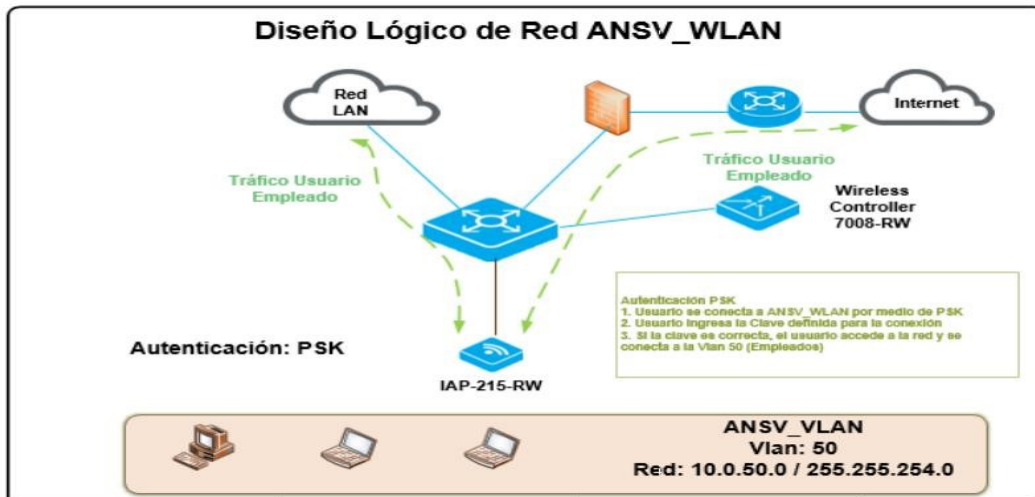 Diseño Lógico de Red ANSV_WLAN
Red
LAN
Internet
Tráfico Usuario
Empleado
Tráfico Usuario
Empleado
Wireless
Controller
7008-RW
Autenticación PSK
1. Usuario se conecta a ANSV_WLAN por medio de PSK
2. Usuario ingresa la Clave definida para la conexión
3. Si la clave es correcta, el usuario accede a la red y se
conecta a la Vlan 50 (Empleados)
Autenticación: PSK
IAP-215-RW
ANSV_VLAN
Vlan: 50
Red: 10.0.50.0 / 255.255.254.0